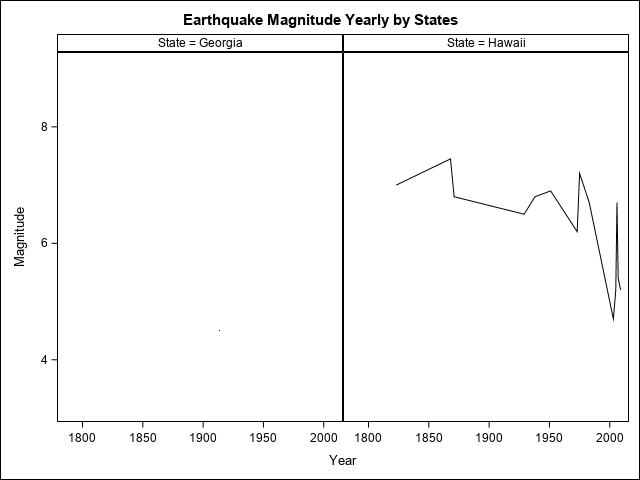 Earthquake Magnitude Yearly by States
State = Georgia
State = Hawaii
8
6
4
Magnitude
1800 1850 1900 1950 2000
1800 1850 1900 1950 2000
Year